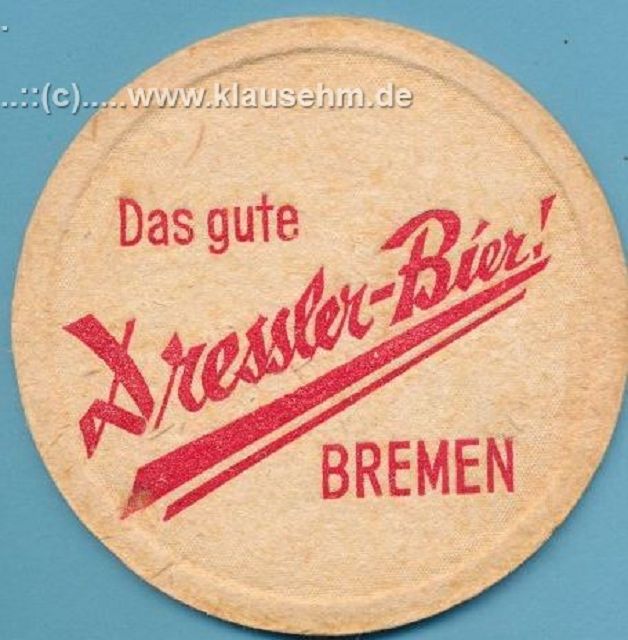 .
..::(c).....www.klausehm.de
Das gute
Dressler-Bier!
BREMEN